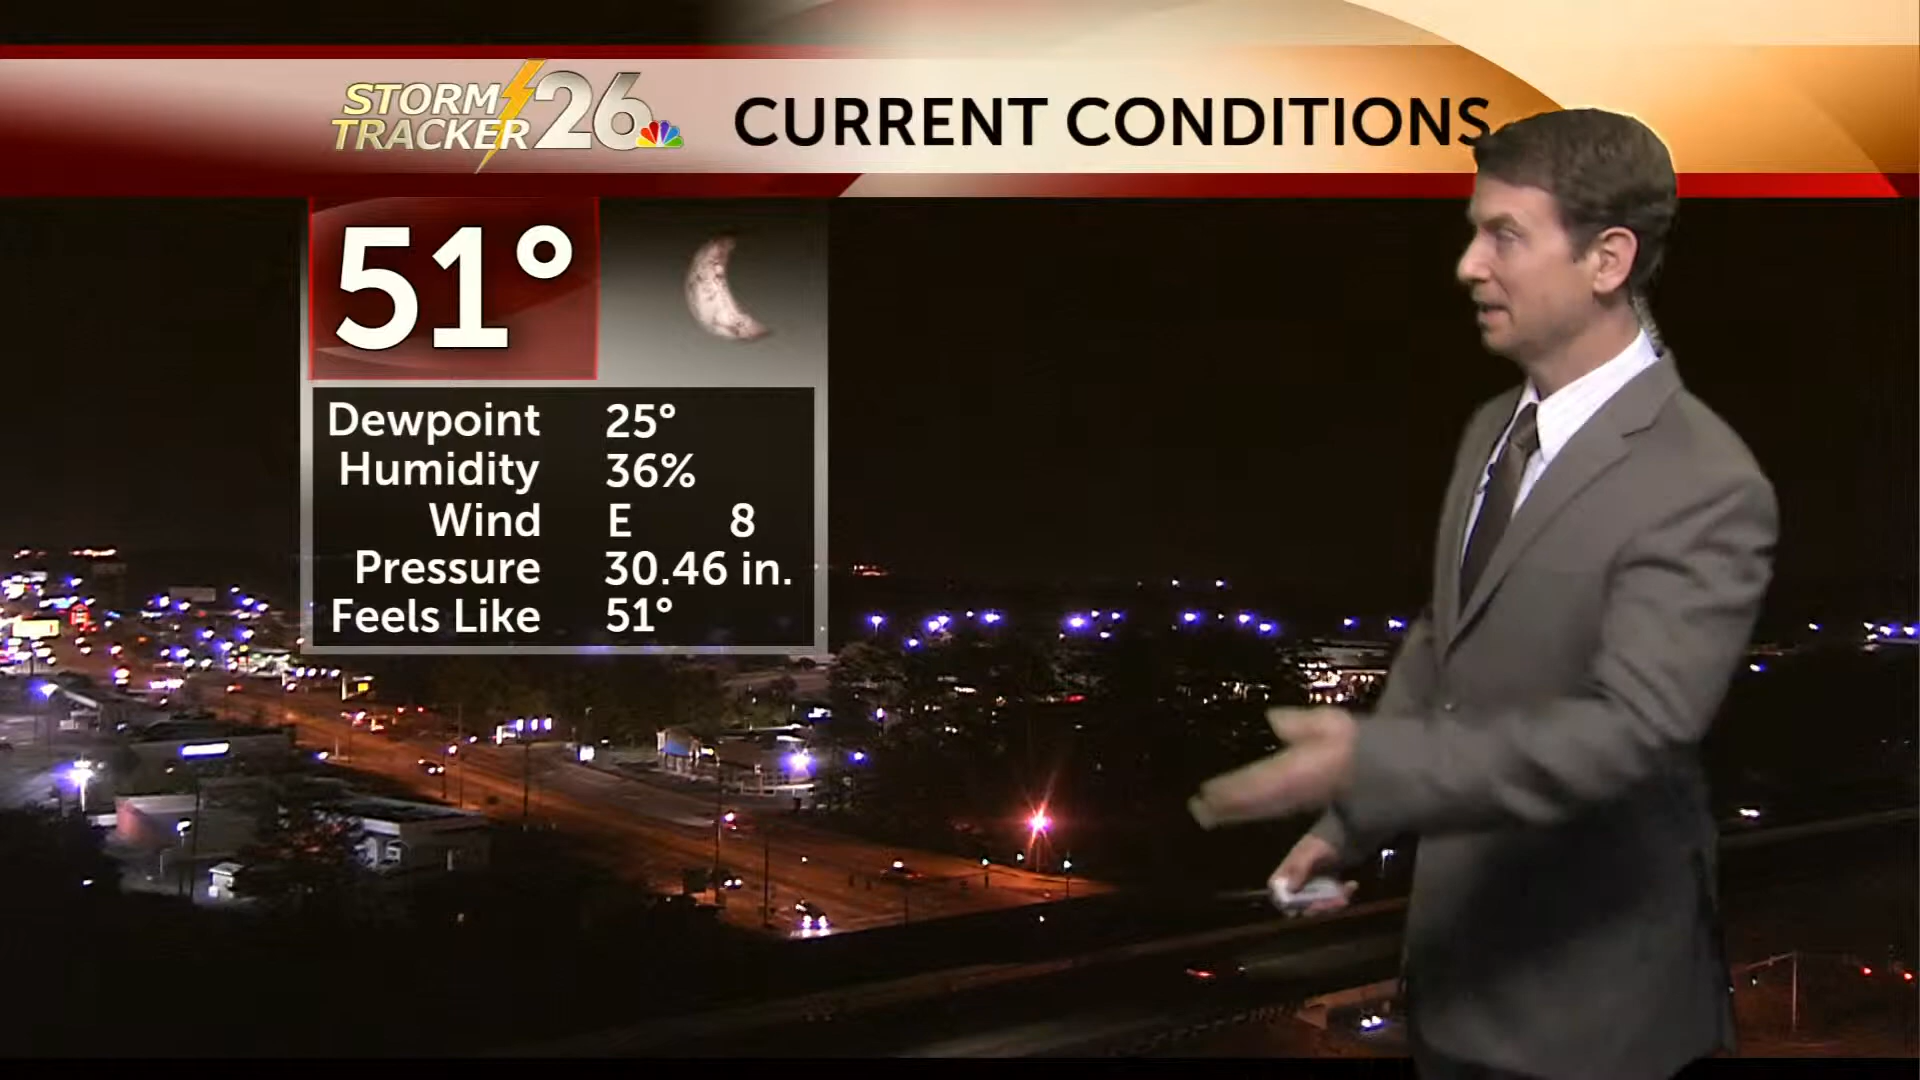 STORM
TRACKER 26
CURRENT CONDITIONS
51°
Dewpoint 25°
Humidity 36%
Wind E 8
Pressure 30.46 in.
Feels Like 51°